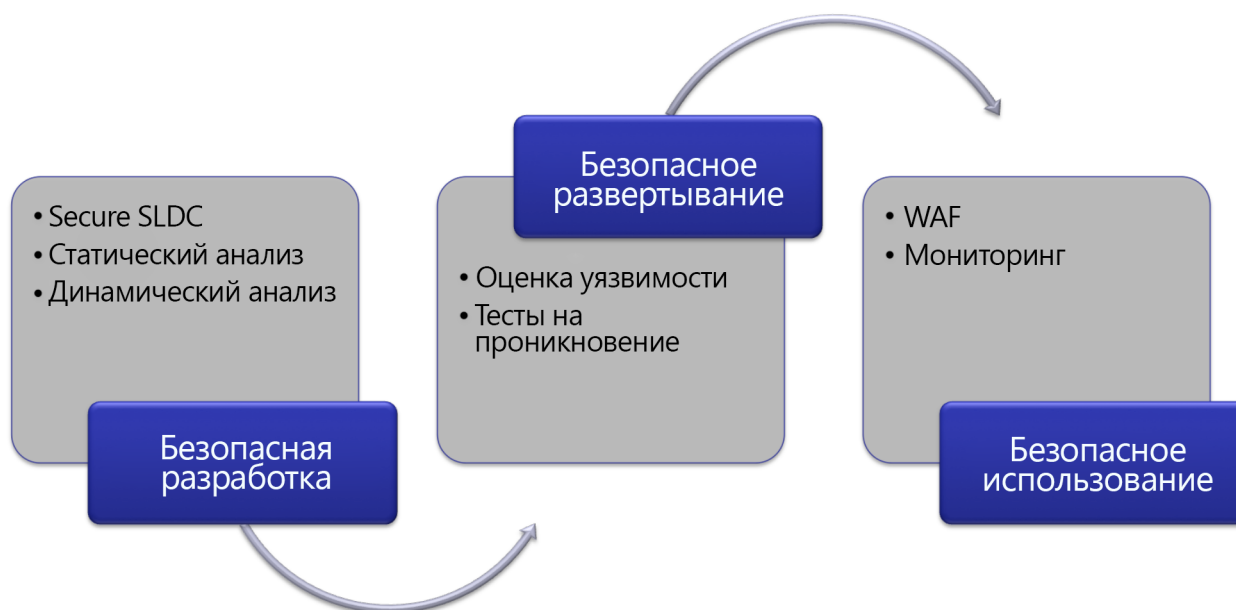 • Secure SLDC
• Статический анализ
• Динамический анализ
Безопасная
разработка
Безопасное
развертывание
• Оценка уязвимости
• Тесты на
проникновение
• WAF
• Мониторинг
Безопасное
использование